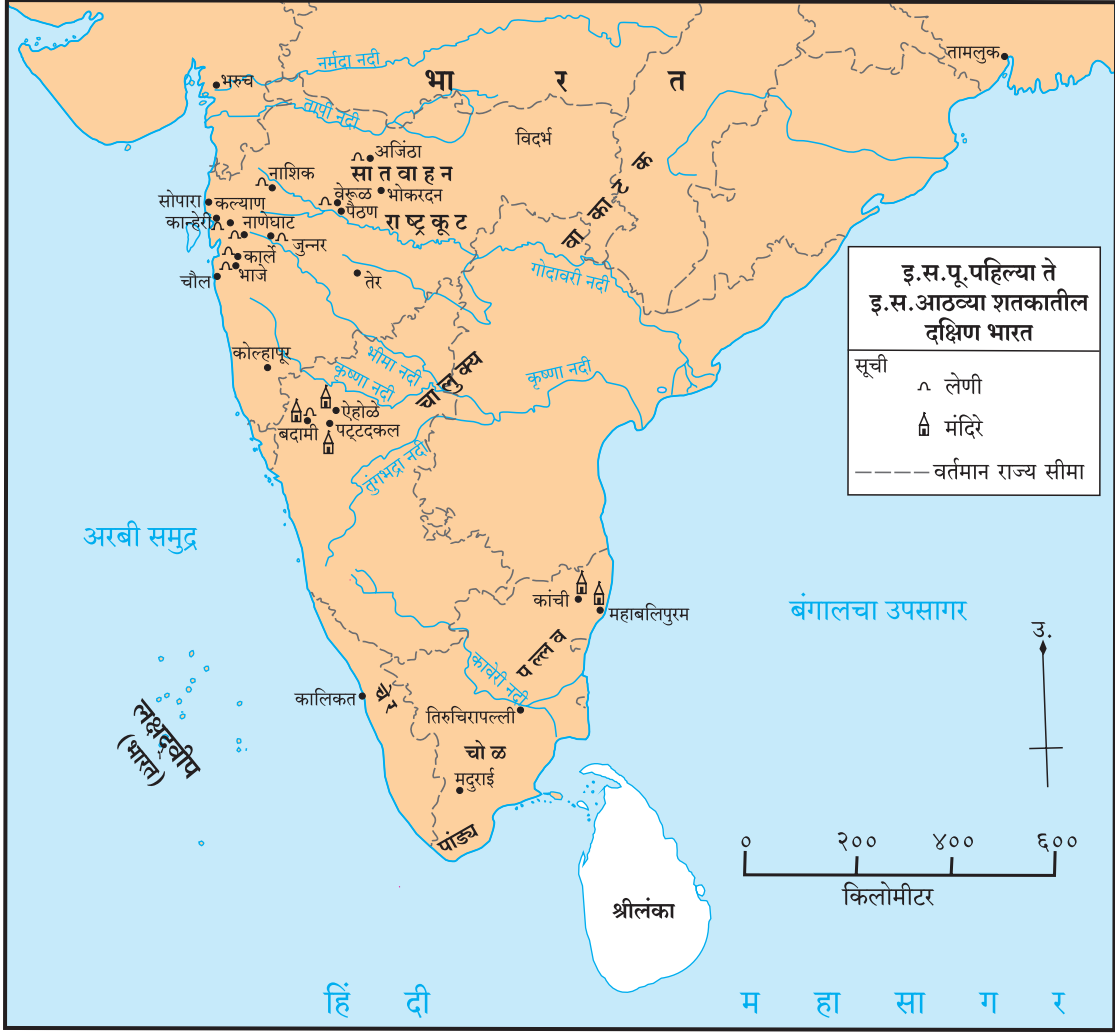 नर्मदा नदी
तामलुक
भरुच
भा र त
तापी नदी
विदर्भ
अजिंठा
सा त वा ह न
नाशिक
वेरूळ
भोकरदन
सोपारा
कल्याण
पैठण
रा ष्ट्र कू ट
वा का ट क
कान्हेरी
नाणेघाट
जुन्नर
कार्ले
भाजे
चौल
तेर
गोदावरी नदी
इ.स.पू.पहिल्या ते
इ.स.आठव्या शतकातील
दक्षिण भारत
सूची
लेणी
मंदिरे
वर्तमान राज्य सीमा
कोल्हापूर
भीमा नदी
कृष्णा नदी
चालुक्य
कृष्णा नदी
ऐहोळे
बदामी
पट्टदकल
तुंगभद्रा नदी
अरबी समुद्र
कांची
महाबलिपुरम
बंगालचा उपसागर
उ.
प ल्ल व
कावेरी नदी
कालिकत
चेर
तिरुचिरापल्ली
लक्षद्वीप
(भारत)
चो ळ
मदुराई
पांड्य
० २०० ४०० ६००
किलोमीटर
श्रीलंका
हिं दी म हा सा ग र